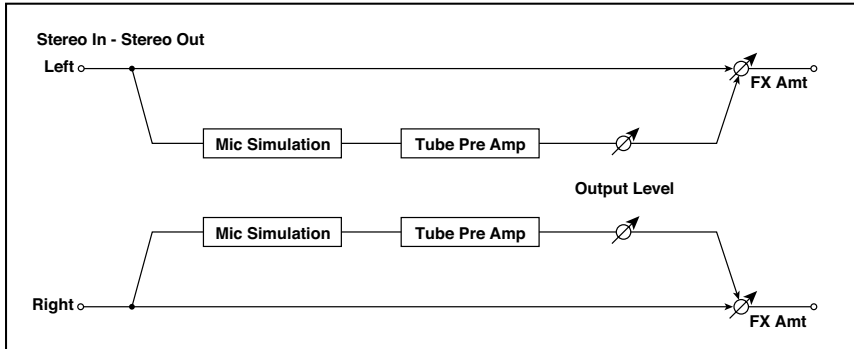 Stereo In - Stereo Out
Left
FX Amt
Mic Simulation
Tube Pre Amp
Output Level
Mic Simulation
Tube Pre Amp
Right
FX Amt